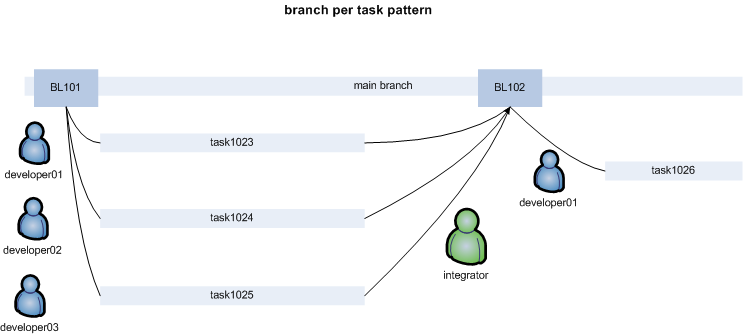 branch per task pattern
BL101
main branch
BL102
task1023
developer01
task1026
developer01
task1024
developer02
integrator
task1025
developer03